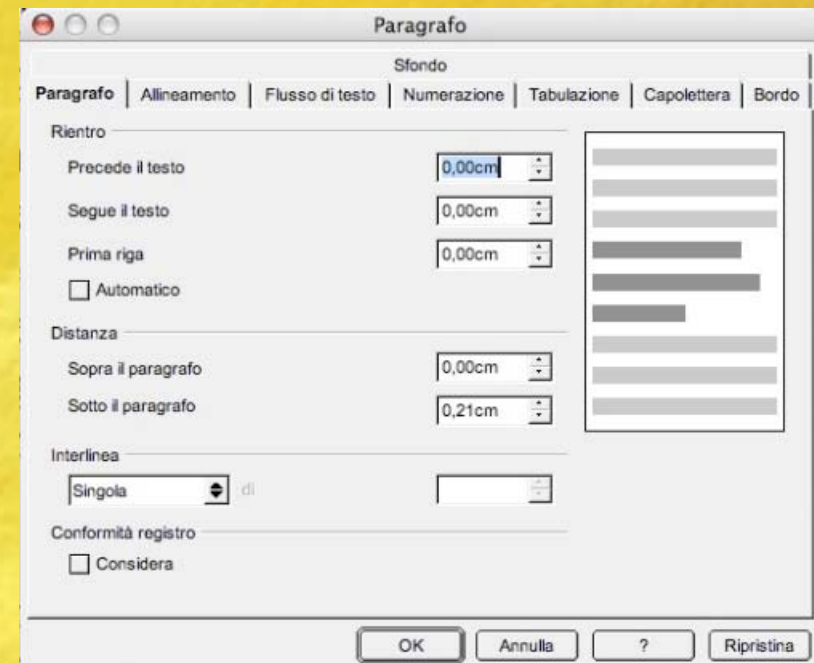 Paragrafo
Sfondo
Paragrafo Allineamento Flusso di testo Numerazione Tabulazione Capolettera Bordo
Rientro
Precede il testo 0,00cm
Segue il testo 0,00cm
Prima riga 0,00cm
Automatico
Distanza
Sopra il paragrafo 0,00cm
Sotto il paragrafo 0,21cm
Interlinea
Singola di
Conformità registro
Considera
OK Annulla ? Ripristina